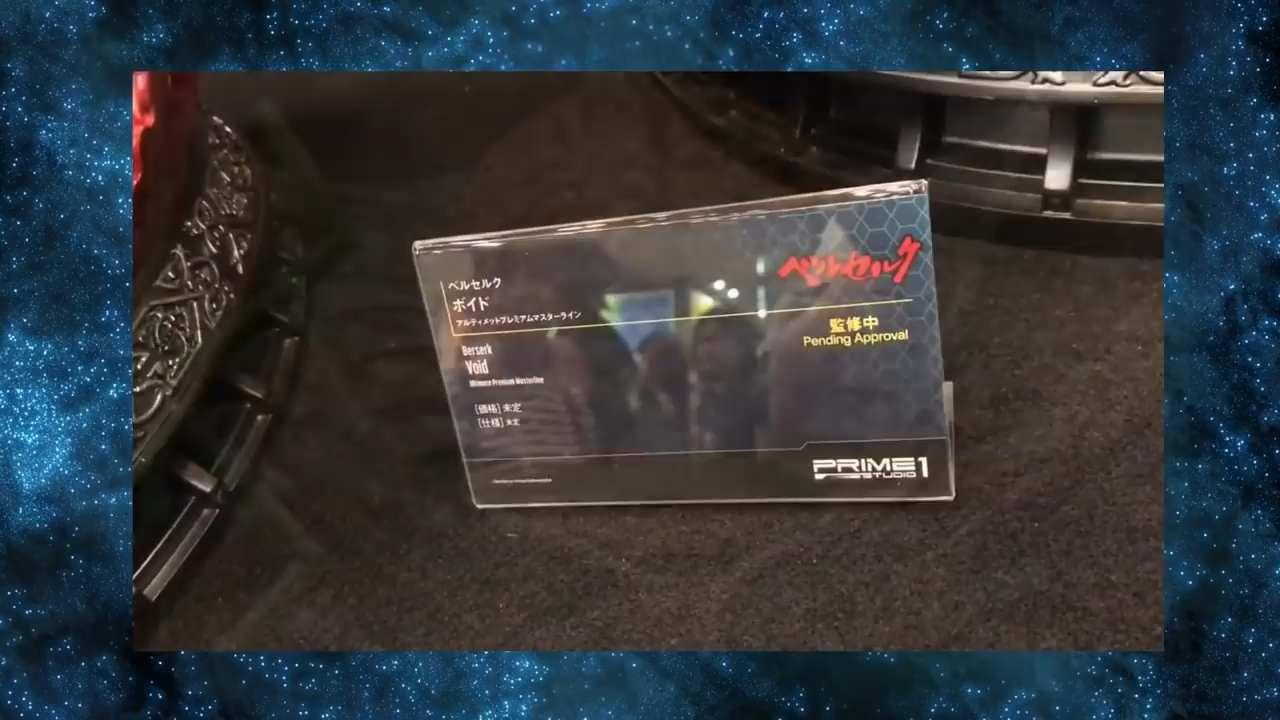 ベルセルク
ボイド
アルティメットプレミアムマスターライン
Berserk
Void
Ultimate Premium Masterline
[価格] 未定
[仕様] 未定
ベルセルク
監修中
Pending Approval
PRIME 1
STUDIO